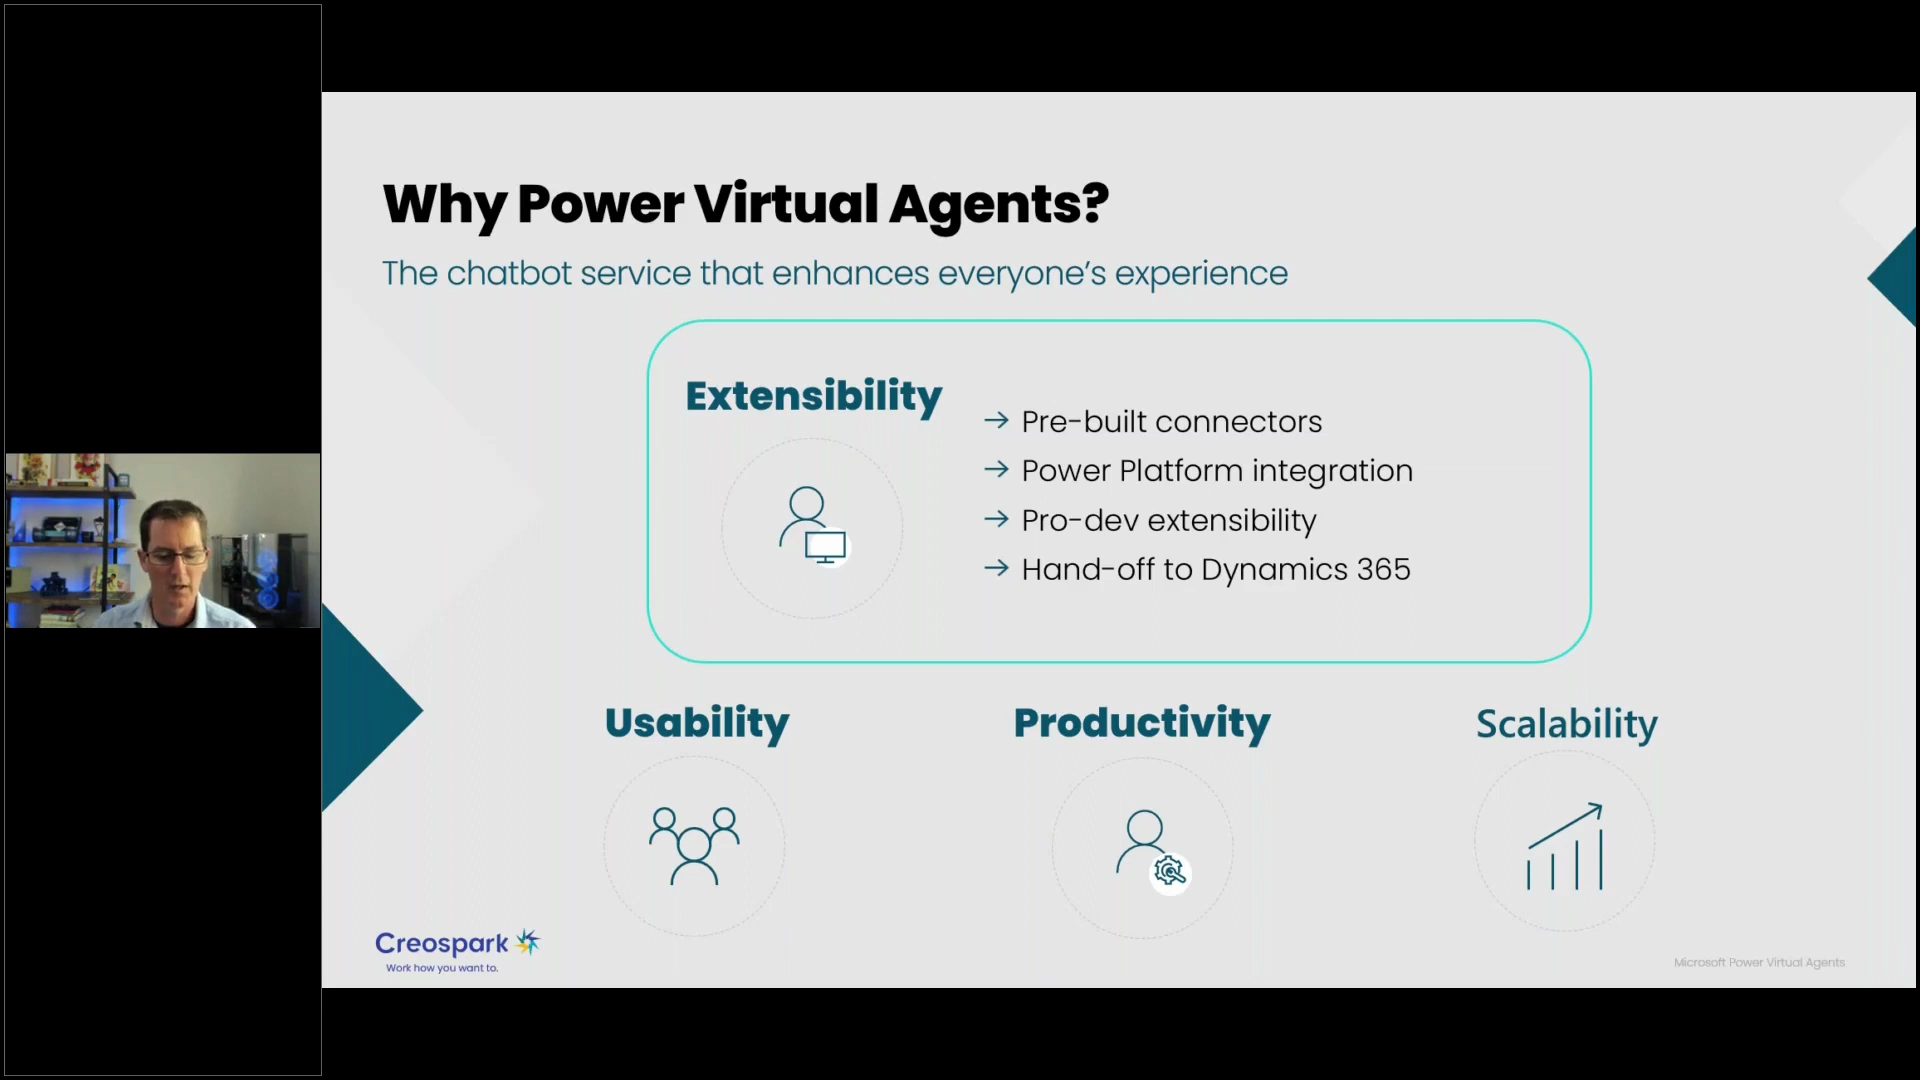 Why Power Virtual Agents?
The chatbot service that enhances everyone’s experience
Extensibility
→ Pre-built connectors
→ Power Platform integration
→ Pro-dev extensibility
→ Hand-off to Dynamics 365
Usability
Productivity
Scalability
Creospark
Work how you want to.
Microsoft Power Virtual Agents